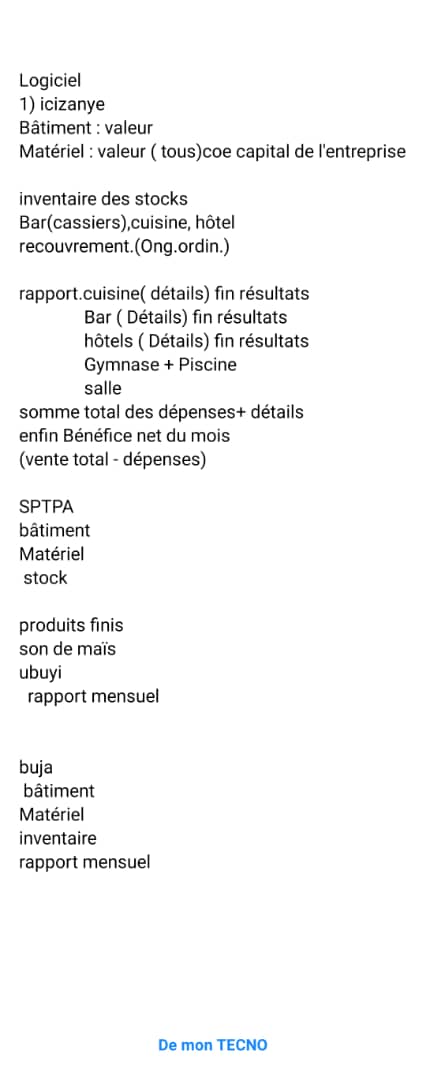 Logiciel
1) icizanye
Bâtiment : valeur
Matériel : valeur ( tous)coe capital de l'entreprise
inventaire des stocks
Bar(cassiers),cuisine, hôtel
recouvrement.(Ong.ordin.)
rapport.cuisine( détails) fin résultats
Bar ( Détails) fin résultats
hôtels ( Détails) fin résultats
Gymnase + Piscine
salle
somme total des dépenses+ détails
enfin Bénéfice net du mois
(vente total - dépenses)
SPTPA
bâtiment
Matériel
stock
produits finis
son de maïs
ubuyi
rapport mensuel
buja
bâtiment
Matériel
inventaire
rapport mensuel
De mon TECNO